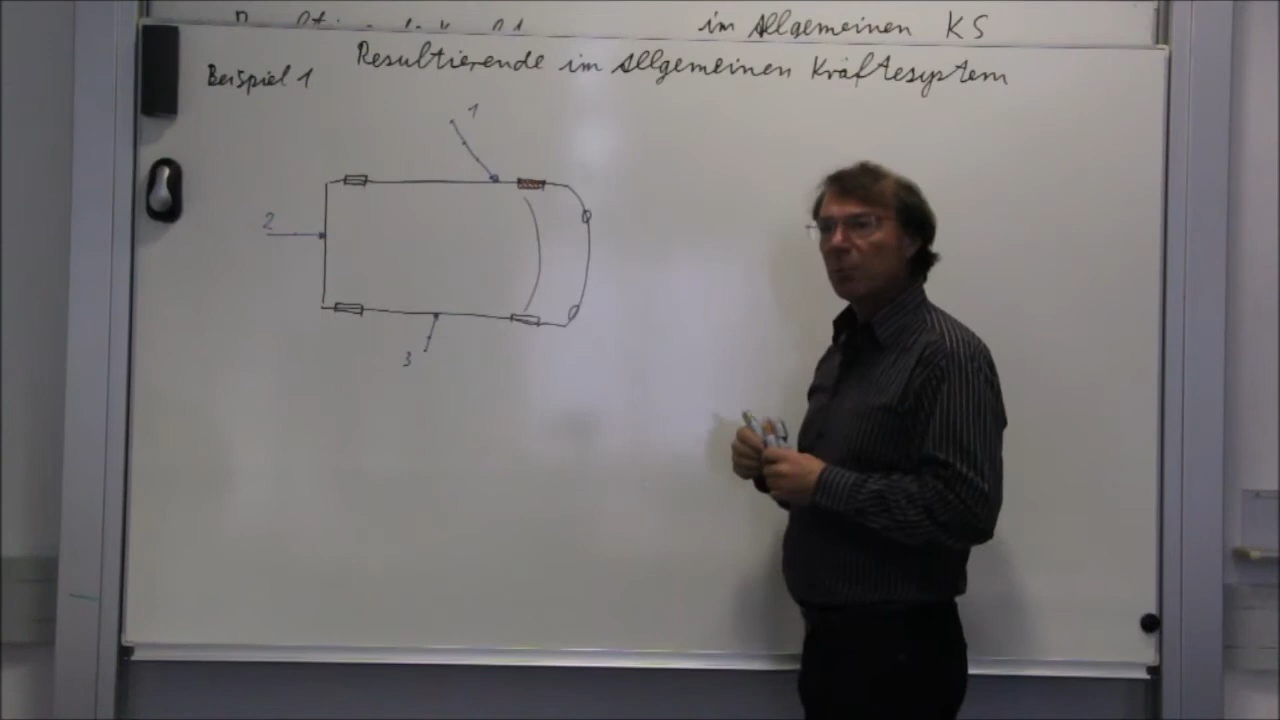 im Allgemeinen KS
Resultierende im Allgemeinen Kräftesystem
Beispiel 1
1
2
3